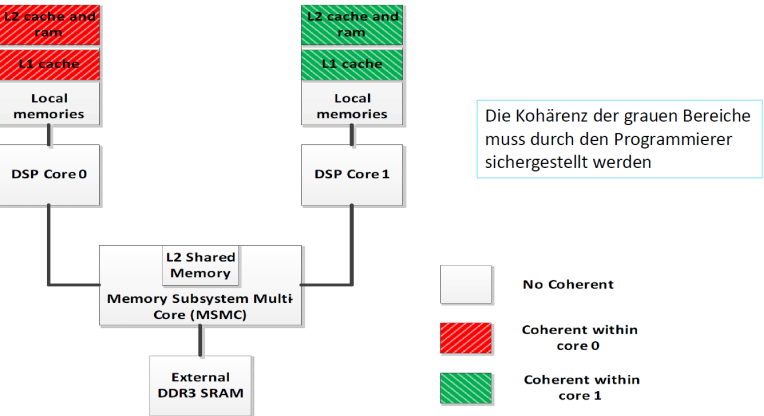 L2 cache and
ram
L1 cache
Local
memories
DSP Core 0
L2 cache and
ram
L1 cache
Local
memories
DSP Core 1
Die Kohärenz der grauen Bereiche
muss durch den Programmierer
sichergestellt werden
L2 Shared
Memory
Memory Subsystem Multi-
Core (MSMC)
External
DDR3 SRAM
No Coherent
Coherent within
core 0
Coherent within
core 1